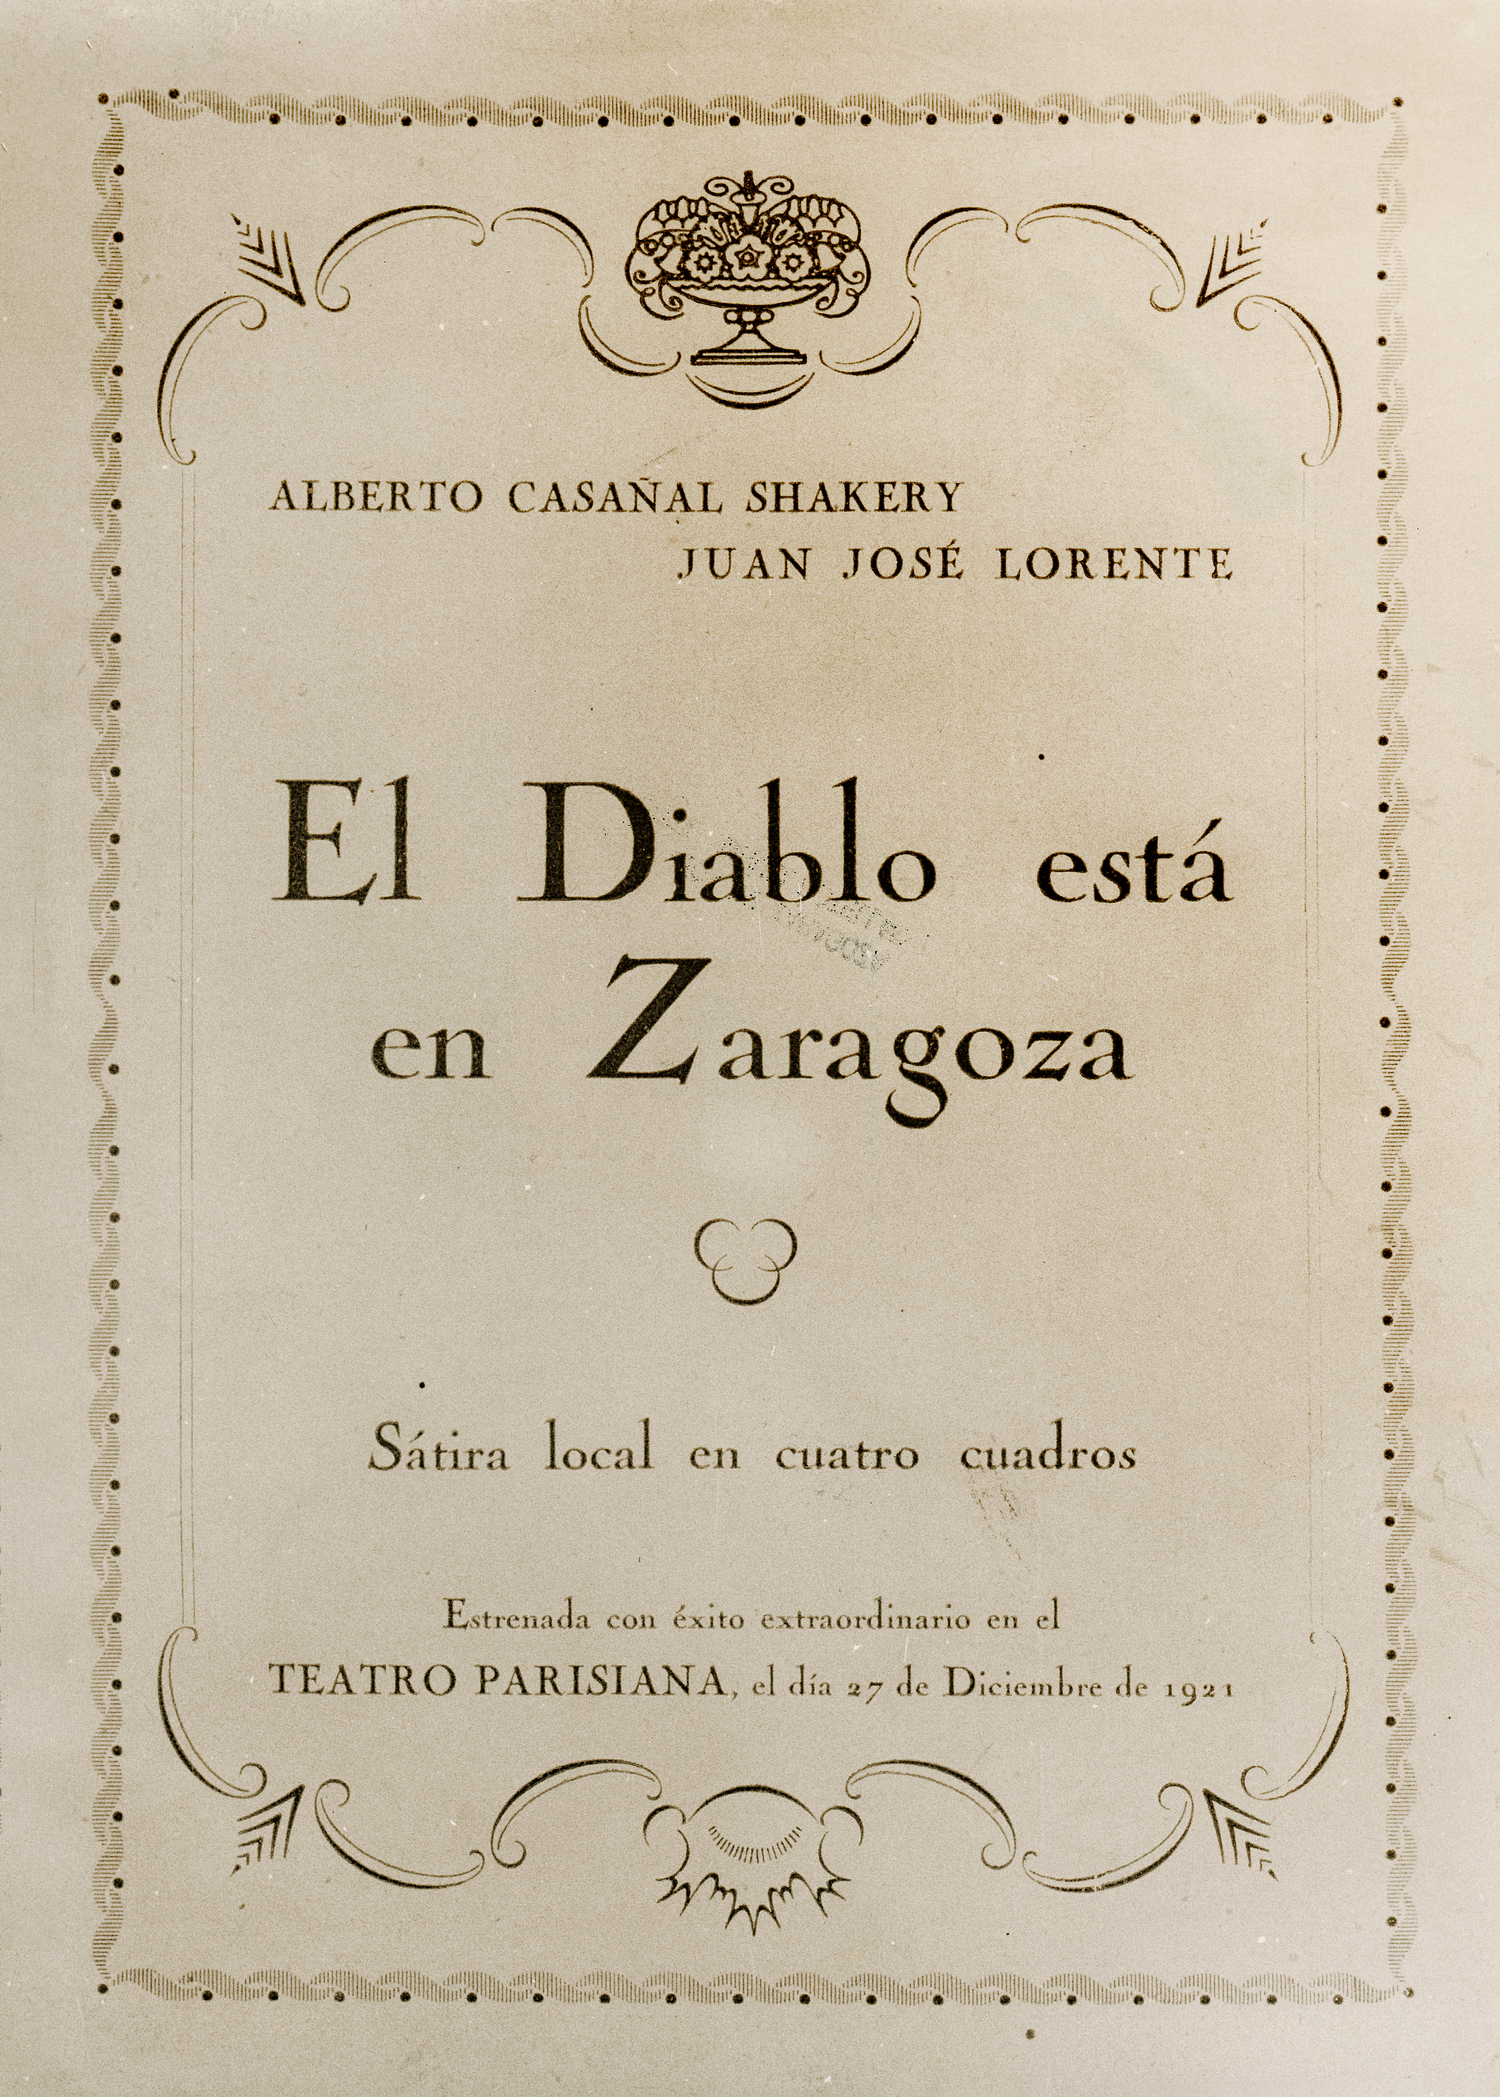 ALBERTO CASAÑAL SHAKERY
JUAN JOSÉ LORENTE
El Diablo está
en Zaragoza
Sátira local en cuatro cuadros
Estrenada con éxito extraordinario en el
TEATRO PARISIANA, el día 27 de Diciembre de 1921